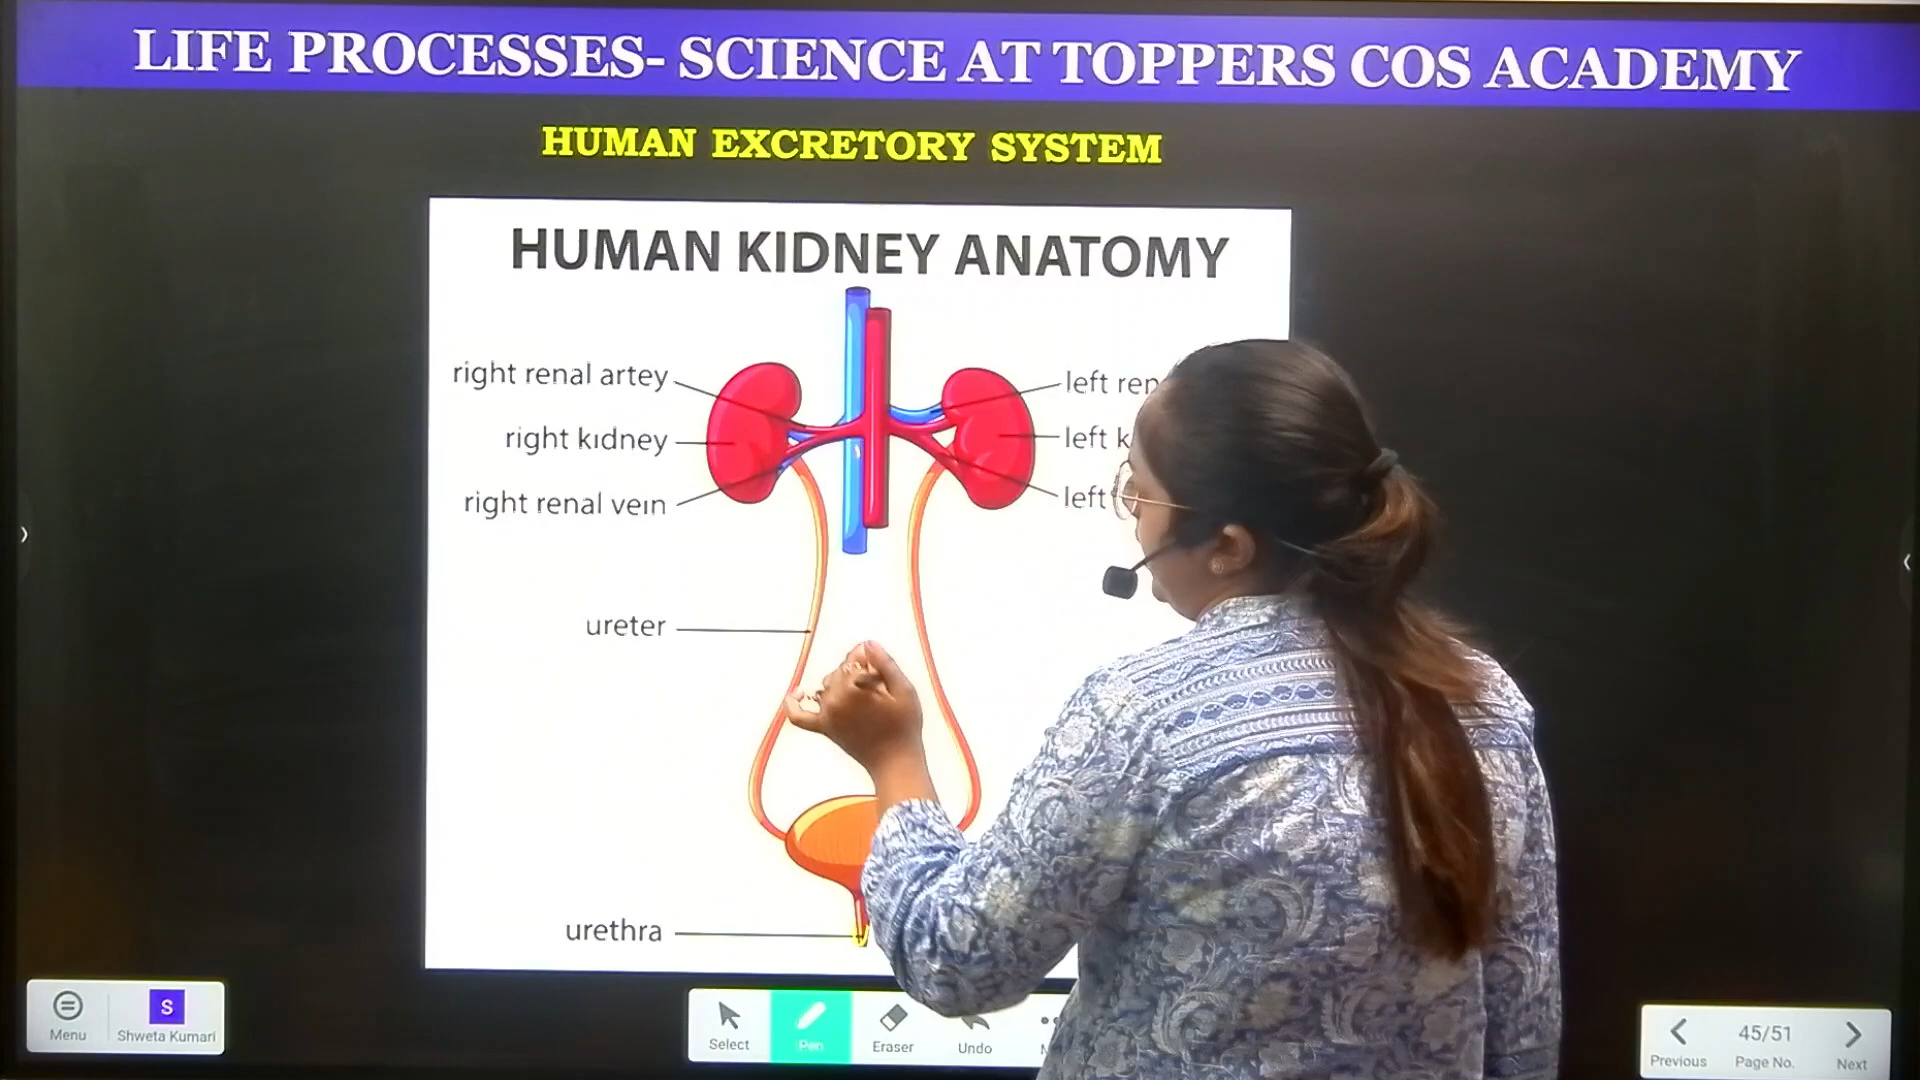 LIFE PROCESSES- SCIENCE AT TOPPERS COS ACADEMY
HUMAN EXCRETORY SYSTEM
HUMAN KIDNEY ANATOMY
right renal artey
left
right kidney
left
right renal vein
left
ureter
urethra
Menu
S
Shweta Kumari
Select
Pen
Eraser
Undo
Previous
45/51
Page No.
Next